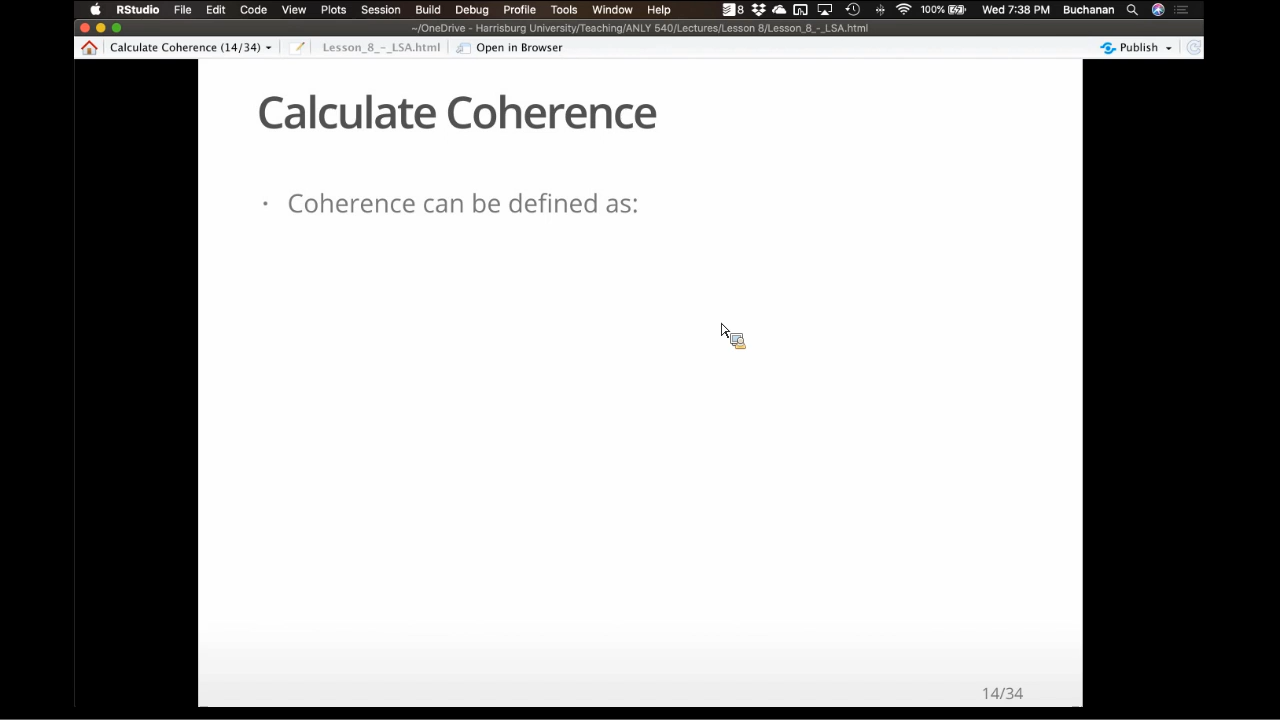 RStudio File Edit Code View Plots Session Build Debug Profile Tools Window Help 8 100% Wed 7:38 PM Buchanan
~/OneDrive - Harrisburg University/Teaching/ANLY 540/Lectures/Lesson 8/Lesson_8_-_LSA.html
Calculate Coherence (14/34) Lesson_8_-_LSA.html Open in Browser Publish
Calculate Coherence
• Coherence can be defined as:
14/34